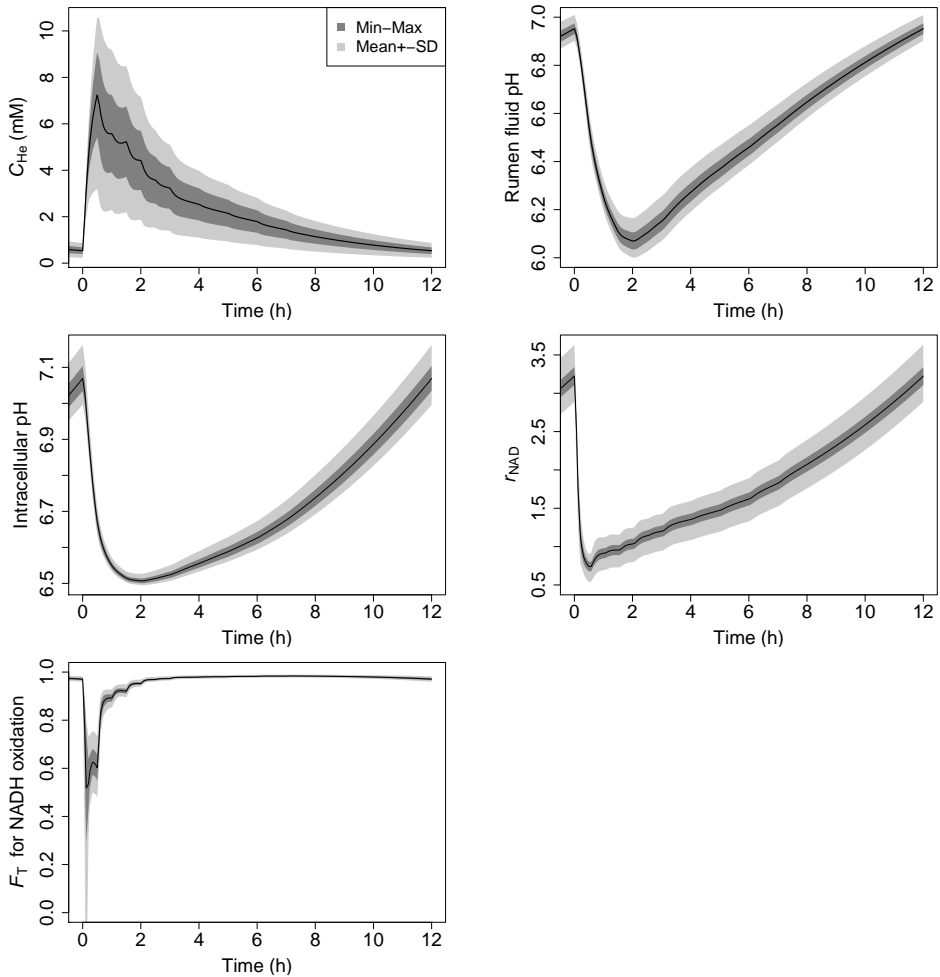 C_He (mM)
0 2 4 6 8 10
Min−Max
Mean+−SD
0 2 4 6 8 10 12
Time (h)
Rumen fluid pH
6.0 6.2 6.4 6.8 7.0
0 2 4 6 8 10 12
Time (h)
Intracellular pH
6.5 6.7 6.9 7.1
0 2 4 6 8 10 12
Time (h)
r_NAD
0.5 1.5 2.5 3.5
0 2 4 6 8 10 12
Time (h)
F_T for NADH oxidation
0.0 0.2 0.4 0.6 0.8 1.0
0 2 4 6 8 10 12
Time (h)